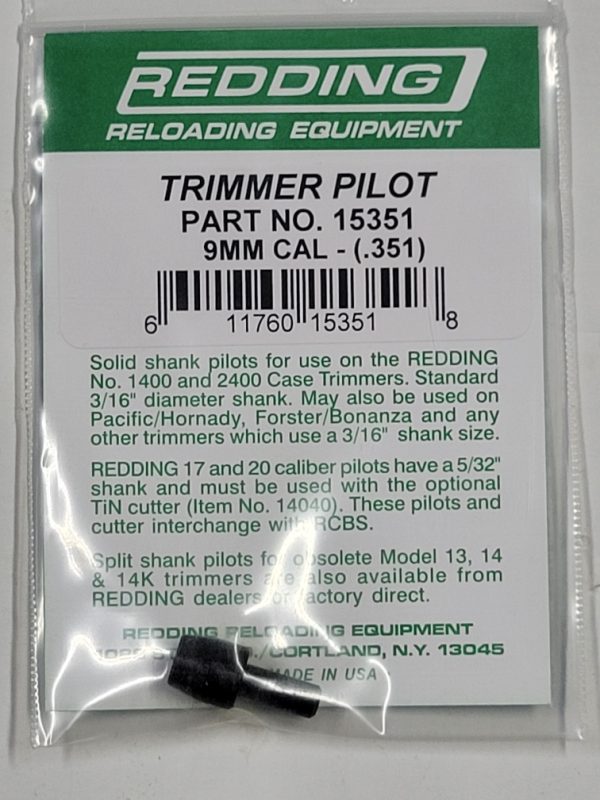 REDDING
RELOADING EQUIPMENT
TRIMMER PILOT
PART NO. 15351
9MM CAL - (.351)
6 11760 15351 8
Solid shank pilots for use on the REDDING
No. 1400 and 2400 Case Trimmers. Standard
3/16" diameter shank. May also be used on
Pacific/Hornady, Forster/Bonanza and any
other trimmers which use a 3/16" shank size.
REDDING 17 and 20 caliber pilots have a 5/32"
shank and must be used with the optional
TiN cutter (Item No. 14040). These pilots and
cutter interchange with RCBS.
Split shank pilots for obsolete Model 13, 14
& 14K trimmers are also available from
REDDING dealers or factory direct.
REDDING RELOADING EQUIPMENT
CORTLAND, N.Y. 13045
MADE IN USA